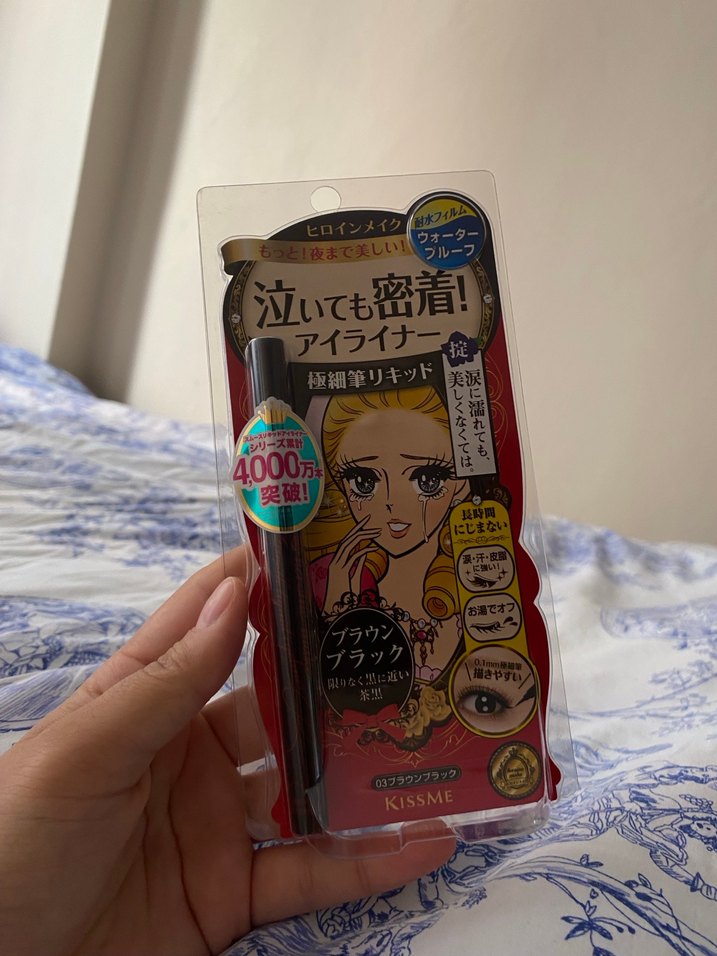 ヒロインメイク
もっと!夜まで美しい!
耐水フィルム
ウォーター
プルーフ
泣いても密着!
アイライナー
極細筆リキッド
掟
涙に濡れても、
美しくなくては。
シリーズ累計
4,000万本
突破!
長時間
にじまない
涙・汗・皮脂
に強い!
お湯でオフ
0.1mm極細筆
描きやすい
ブラウン
ブラック
限りなく黒に近い
茶黒
03ブラウンブラック
KISSME